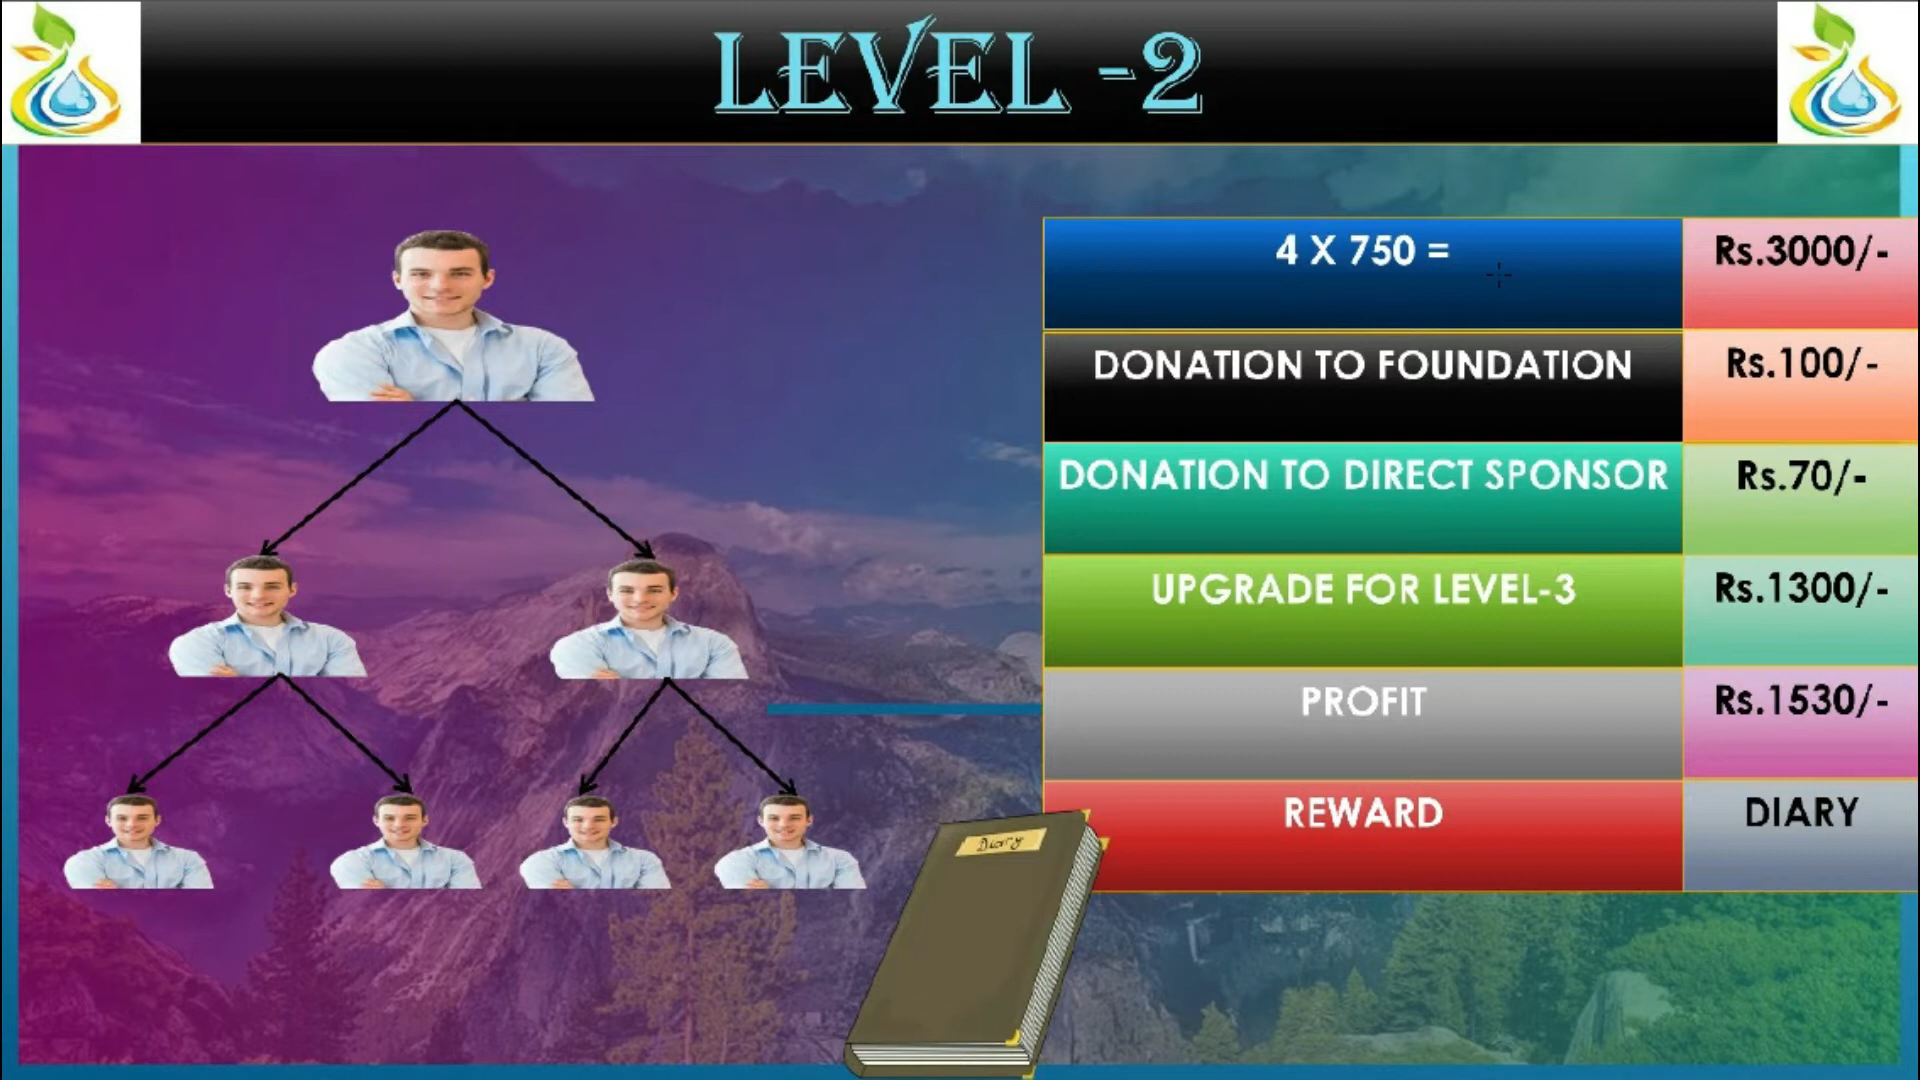 LEVEL -2
4 X 750 = Rs.3000/-
DONATION TO FOUNDATION Rs.100/-
DONATION TO DIRECT SPONSOR Rs.70/-
UPGRADE FOR LEVEL-3 Rs.1300/-
PROFIT Rs.1530/-
REWARD DIARY
Diary